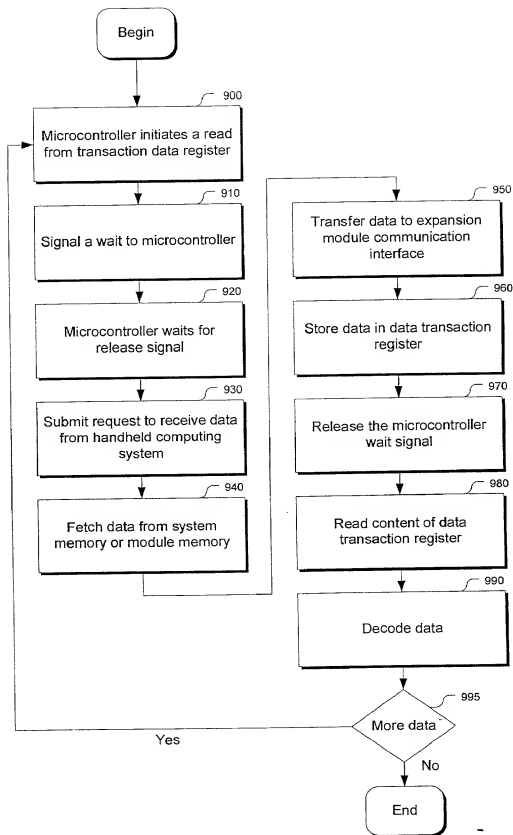 Begin
900
Microcontroller initiates a read
from transaction data register
910
Signal a wait to microcontroller
920
Microcontroller waits for
release signal
930
Submit request to receive data
from handheld computing
system
940
Fetch data from system
memory or module memory
950
Transfer data to expansion
module communication
interface
960
Store data in data transaction
register
970
Release the microcontroller
wait signal
980
Read content of data
transaction register
990
Decode data
995
More data
Yes
No
End